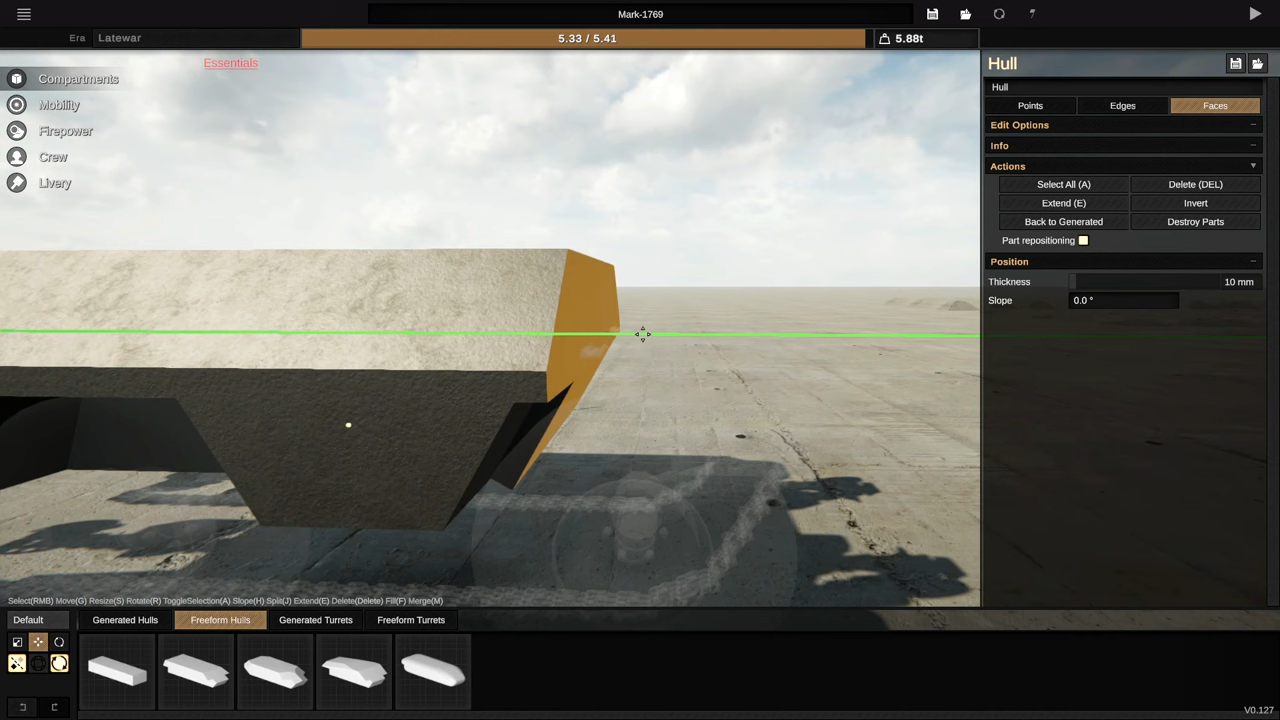 Mark-1769
Era Latewar 5.33 / 5.41 5.88t
Essentials
Compartments
Mobility
Firepower
Crew
Livery
Hull
Hull
Points Edges Faces
Edit Options
Info
Actions
Select All (A) Delete (DEL)
Extend (E) Invert
Back to Generated Destroy Parts
Part repositioning
Position
Thickness 10 mm
Slope 0.0 °
Select(RMB) Move(G) Resize(S) Rotate(R) ToggleSelection(A) Slope(H) Split(J) Extend(E) Delete(Delete) Fill(F) Merge(M)
Default Generated Hulls Freeform Hulls Generated Turrets Freeform Turrets
V0.127